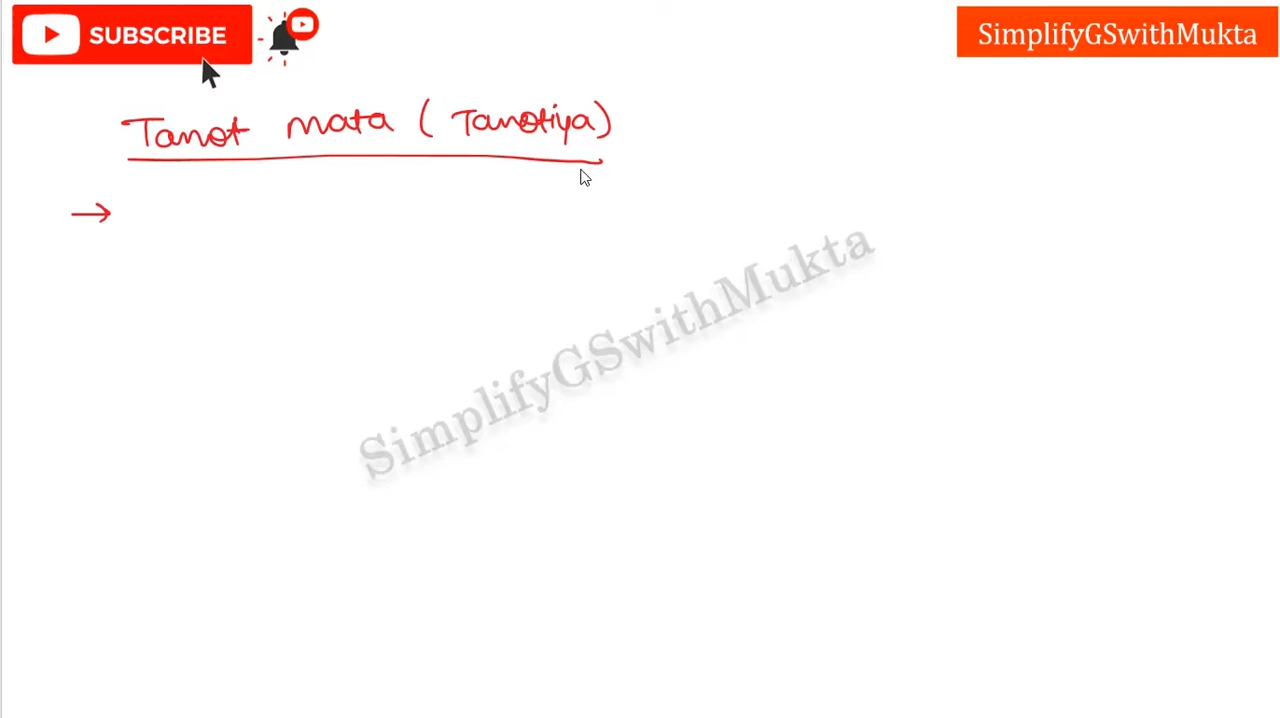 SUBSCRIBE
SimplifyGSwithMukta
Tanot mata (Tanotiya)
→
SimplifyGSwithMukta